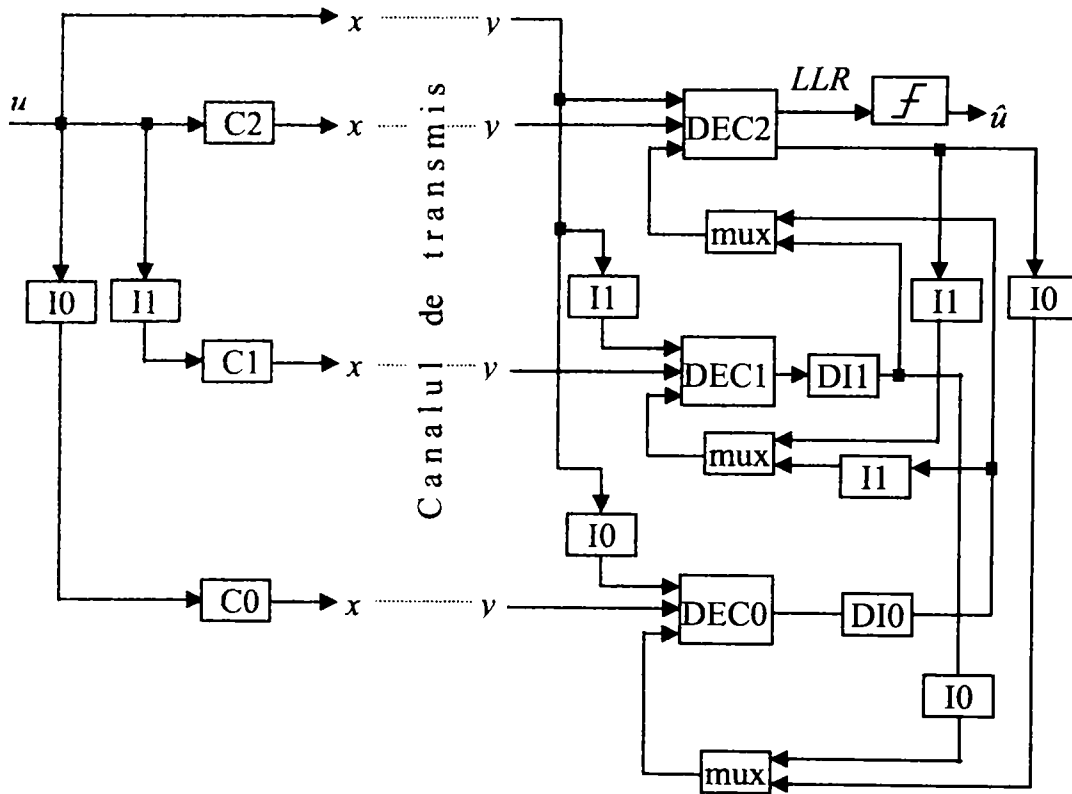 x y
LLR
u
C2 x y DEC2 û
mux
I0 I1 I1 I1 I0
C1 x y DEC1 DI1
mux I1
I0
C0 x y DEC0 DI0
I0
mux
Canalul de transmis